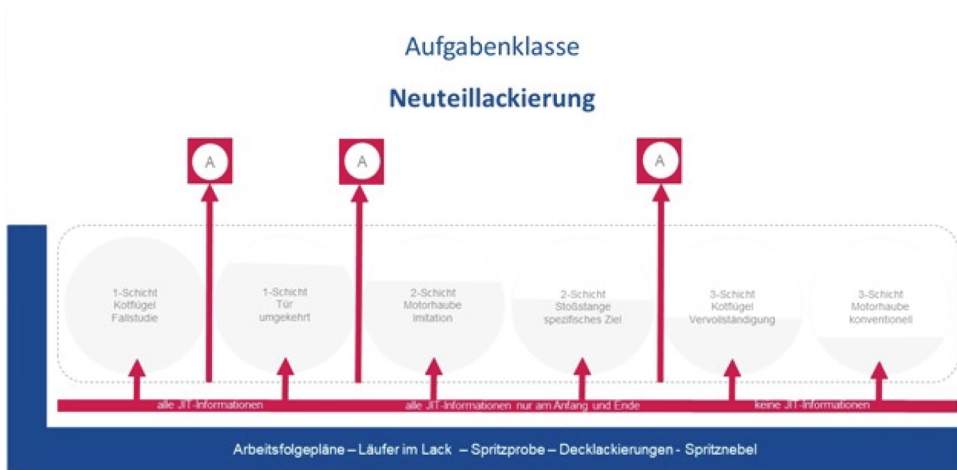 Aufgabenklasse
Neuteillackierung
A
A
A
1-Schicht
Kotflügel
Fallstudie
1-Schicht
Tür
umgekehrt
2-Schicht
Motorhaube
Imitation
2-Schicht
Stoßstange
spezifisches Ziel
3-Schicht
Kotflügel
Vervollständigung
3-Schicht
Motorhaube
konventionell
alle JIT-Informationen
alle JIT-Informationen nur am Anfang und Ende
keine JIT-Informationen
Arbeitsfolgepläne – Läufer im Lack – Spritzprobe – Decklackierungen - Spritznebel